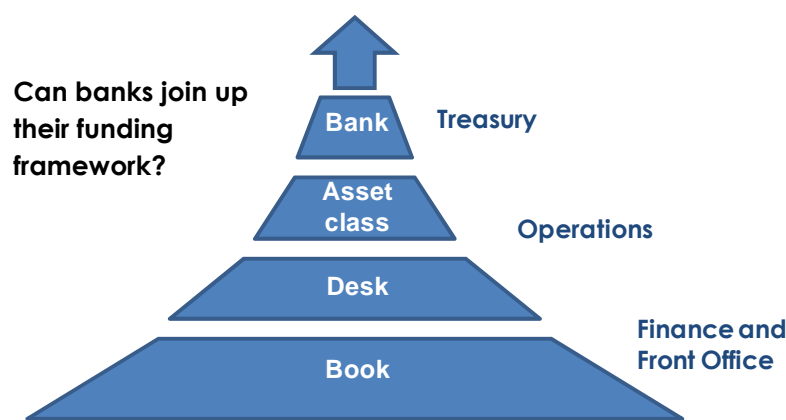 Can banks join up
their funding
framework?
Bank
Treasury
Asset
class
Operations
Desk
Finance and
Front Office
Book